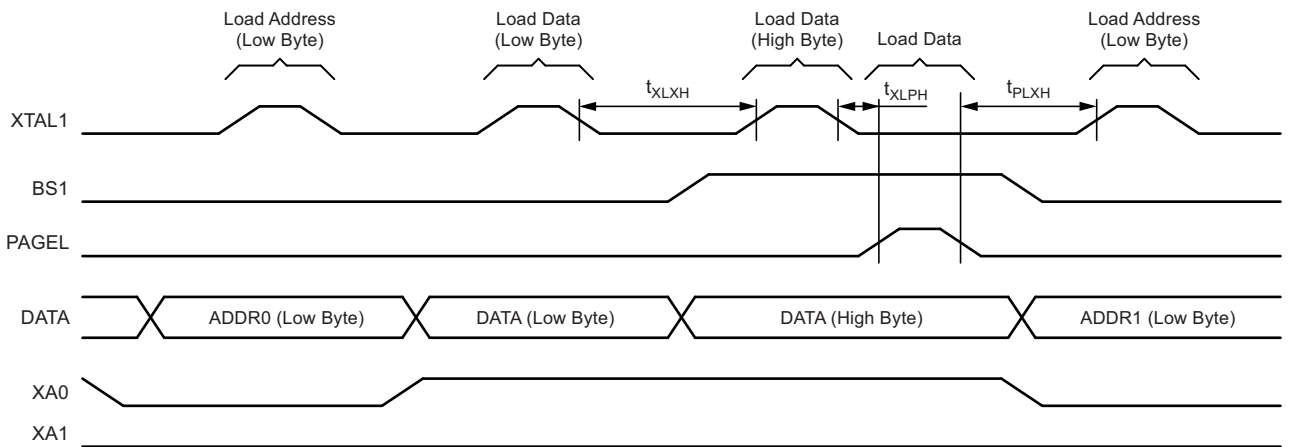 Load Address
(Low Byte)
Load Data
(Low Byte)
Load Data
(High Byte)
Load Data
Load Address
(Low Byte)
tXLXH
tXLPH
tPLXH
XTAL1
BS1
PAGEL
DATA
ADDR0 (Low Byte)
DATA (Low Byte)
DATA (High Byte)
ADDR1 (Low Byte)
XA0
XA1